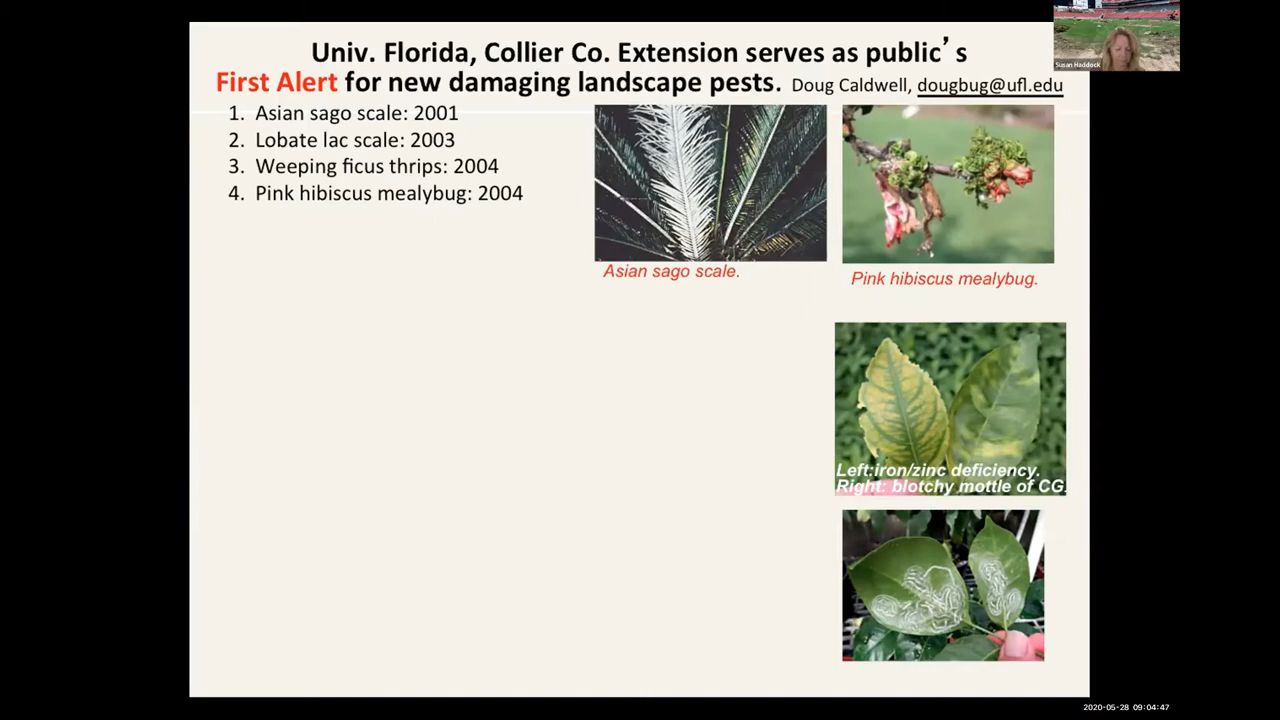 Univ. Florida, Collier Co. Extension serves as public's
First Alert for new damaging landscape pests. Doug Caldwell, dougbug@ufl.edu
Susan Haddock
1. Asian sago scale: 2001
2. Lobate lac scale: 2003
3. Weeping ficus thrips: 2004
4. Pink hibiscus mealybug: 2004
Asian sago scale.
Pink hibiscus mealybug.
Left:iron/zinc deficiency.
Right: blotchy mottle of CG.
2020-05-28 09:04:47